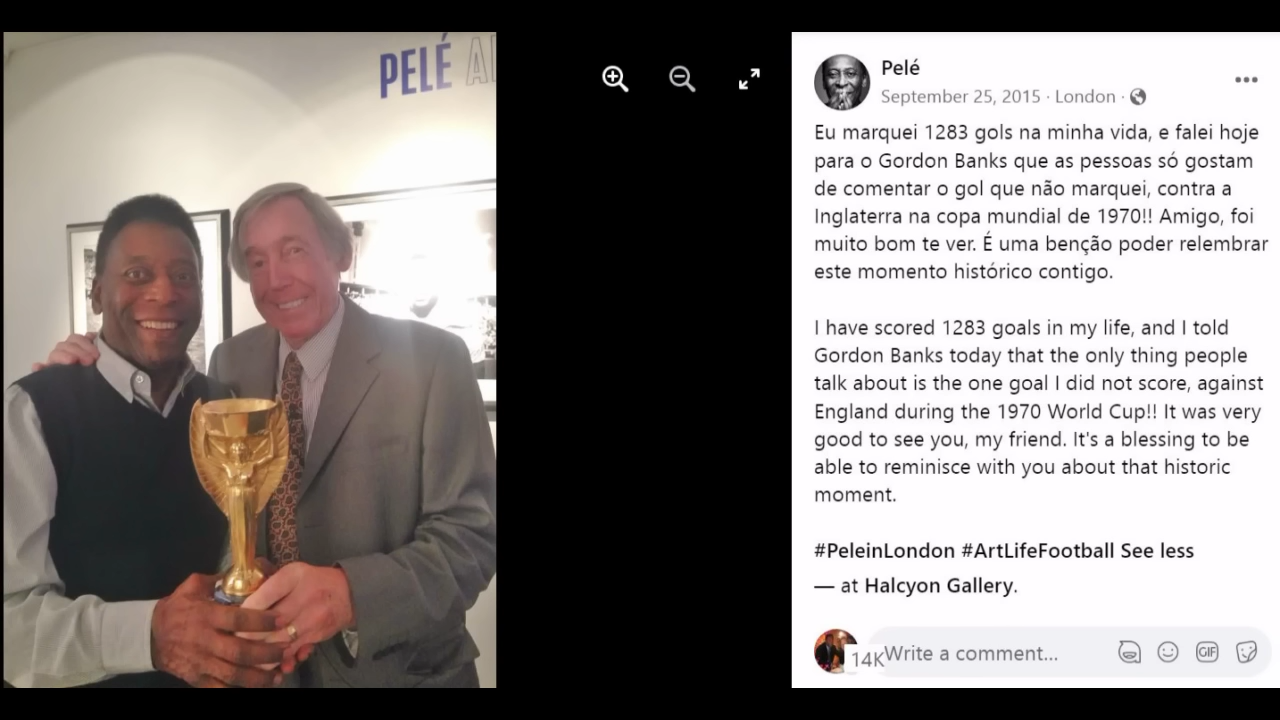 PELÉ
Pelé
September 25, 2015 · London ·
Eu marquei 1283 gols na minha vida, e falei hoje
para o Gordon Banks que as pessoas só gostam
de comentar o gol que não marquei, contra a
Inglaterra na copa mundial de 1970!! Amigo, foi
muito bom te ver. É uma benção poder relembrar
este momento histórico contigo.
I have scored 1283 goals in my life, and I told
Gordon Banks today that the only thing people
talk about is the one goal I did not score, against
England during the 1970 World Cup!! It was very
good to see you, my friend. It's a blessing to be
able to reminisce with you about that historic
moment.
#PeleinLondon #ArtLifeFootball See less
— at Halcyon Gallery.
14K Write a comment...
GIF